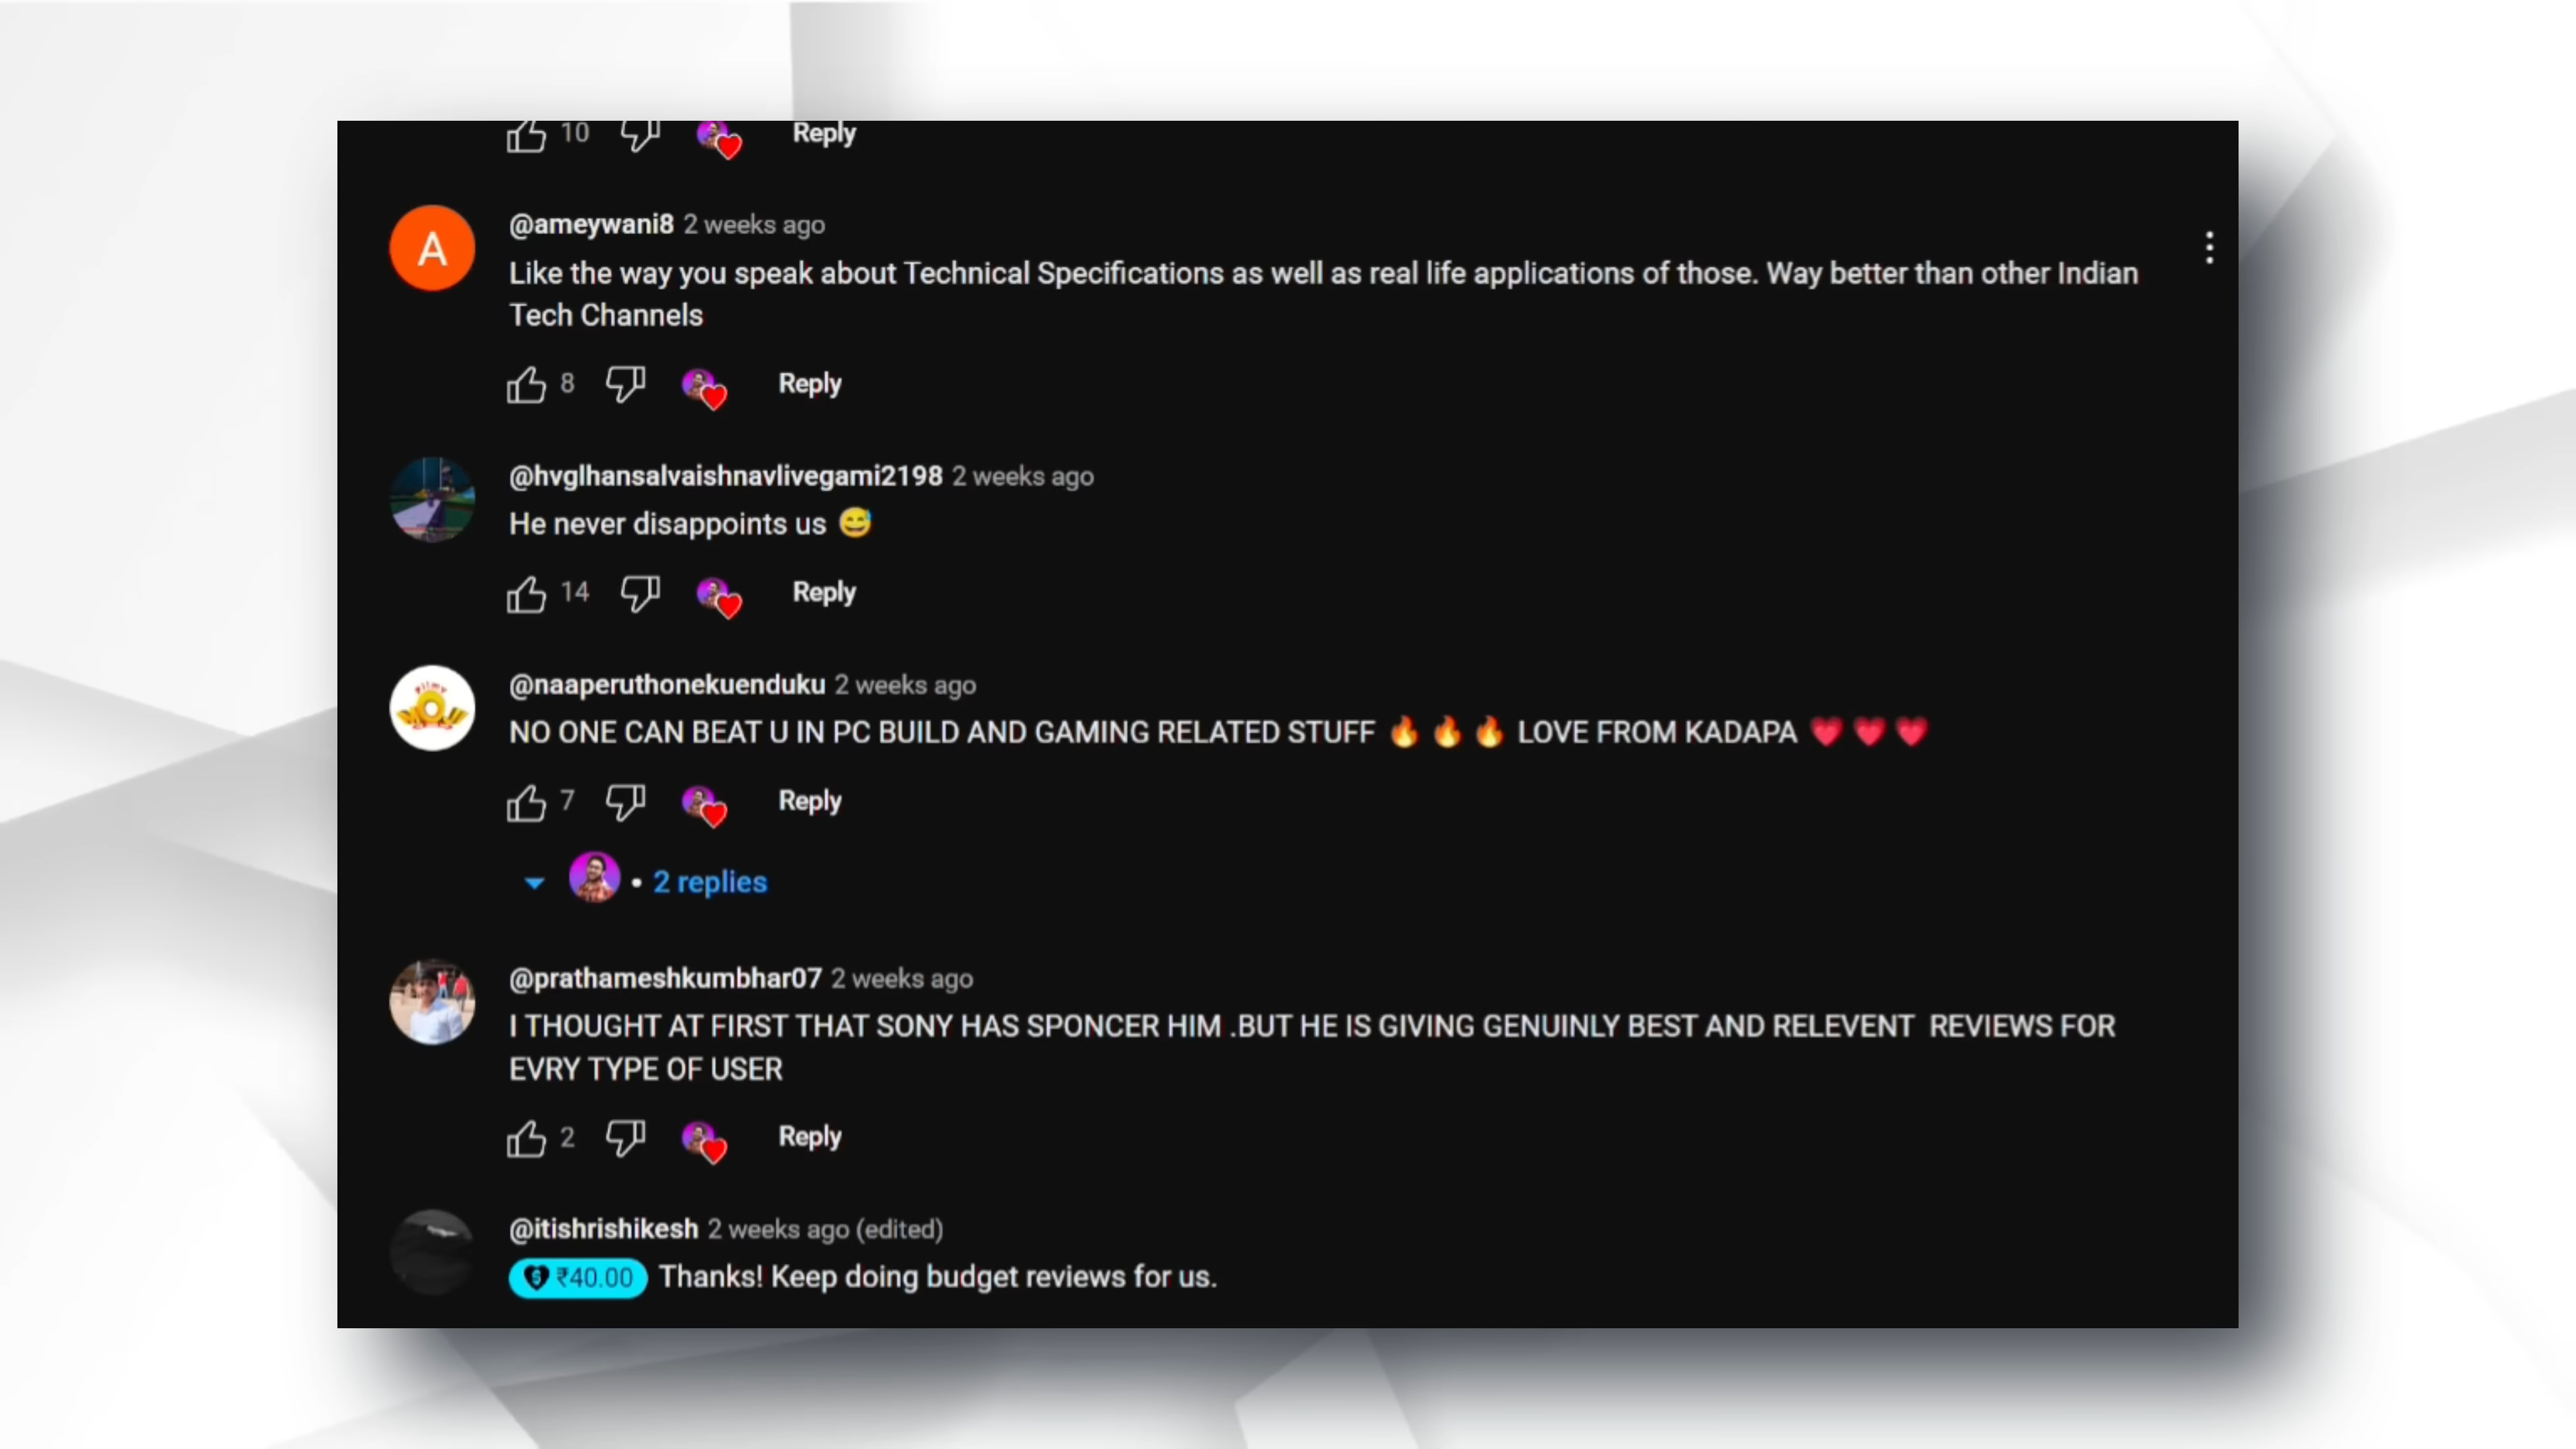 10 Reply
A
@ameywani8 2 weeks ago
Like the way you speak about Technical Specifications as well as real life applications of those. Way better than other Indian
Tech Channels
8 Reply
@hvglhansalvaishnavlivegami2198 2 weeks ago
He never disappoints us 😅
14 Reply
@naaperuthonekuenduku 2 weeks ago
NO ONE CAN BEAT U IN PC BUILD AND GAMING RELATED STUFF 🔥 🔥 🔥 LOVE FROM KADAPA ❤️ ❤️ ❤️
7 Reply
• 2 replies
@prathameshkumbhar07 2 weeks ago
I THOUGHT AT FIRST THAT SONY HAS SPONCER HIM .BUT HE IS GIVING GENUINLY BEST AND RELEVENT  REVIEWS FOR
EVRY TYPE OF USER
2 Reply
@itishrishikesh 2 weeks ago (edited)
₹40.00 Thanks! Keep doing budget reviews for us.